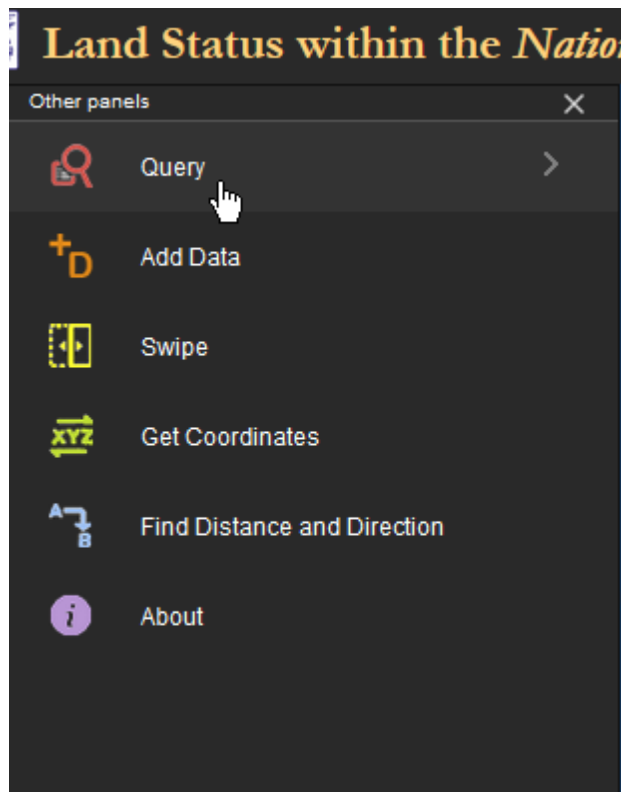 Land Status within the
Other panels
Query
+D
Add Data
Swipe
XYZ
Get Coordinates
A
B
Find Distance and Direction
i
About